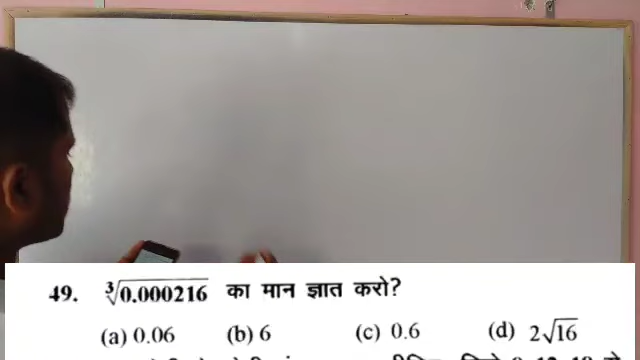 49. ∛0.000216 का मान ज्ञात करो?
(a) 0.06 (b) 6 (c) 0.6 (d) 2√16